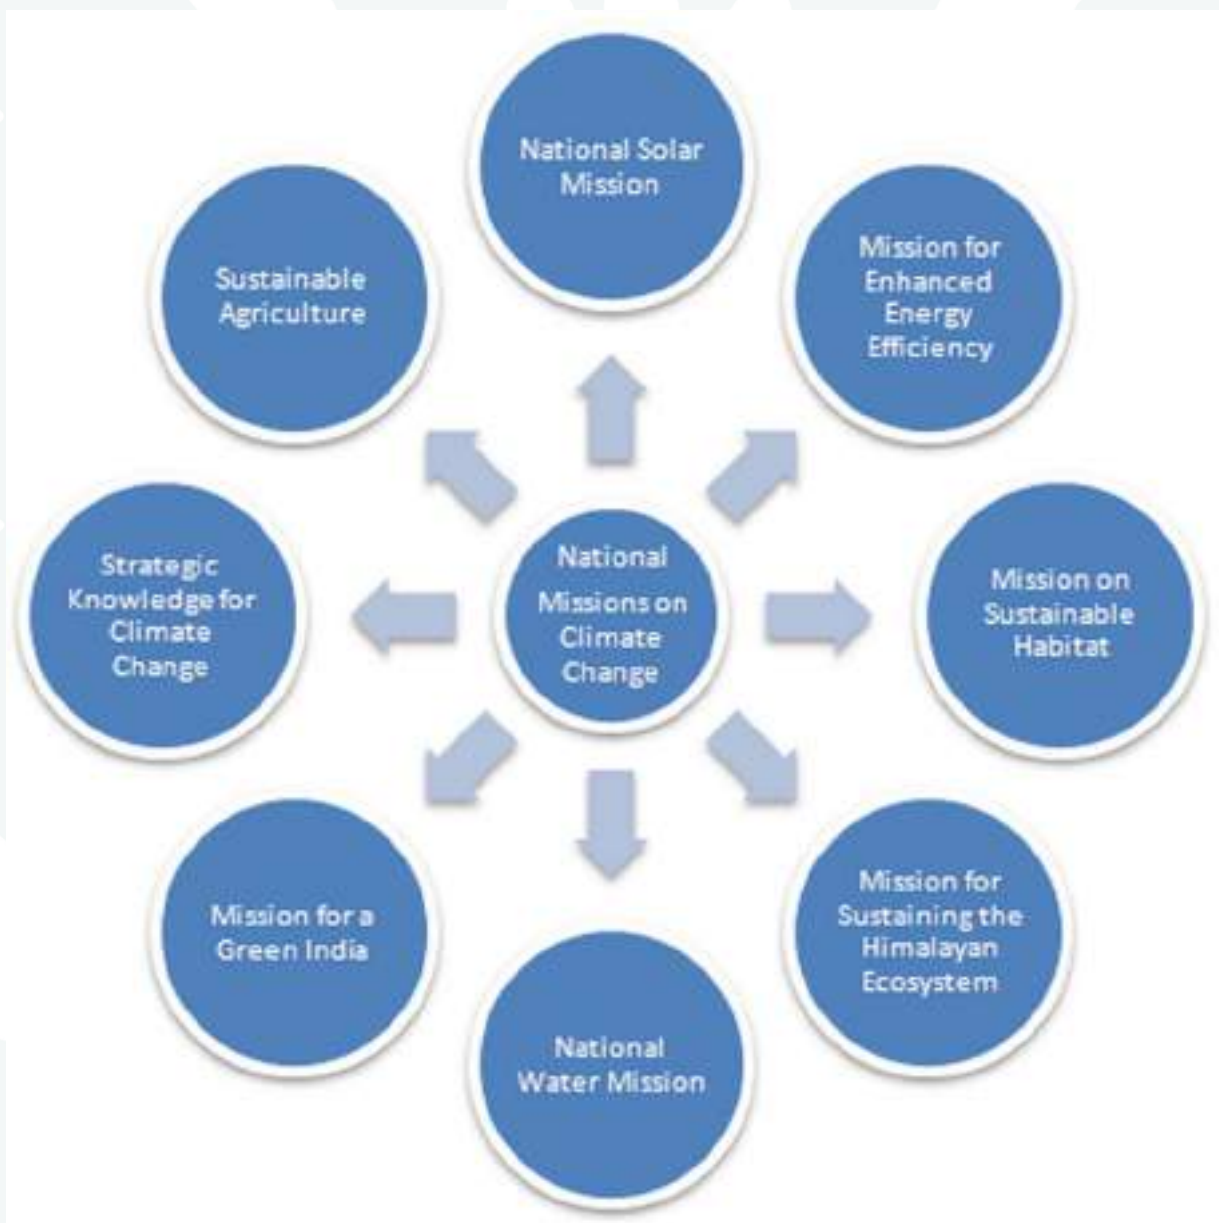 National Solar
Mission
Mission for
Enhanced
Energy
Efficiency
Mission on
Sustainable
Habitat
Mission for
Sustaining the
Himalayan
Ecosystem
National
Water Mission
Mission for a
Green India
Strategic
Knowledge for
Climate
Change
Sustainable
Agriculture
National
Missions on
Climate
Change